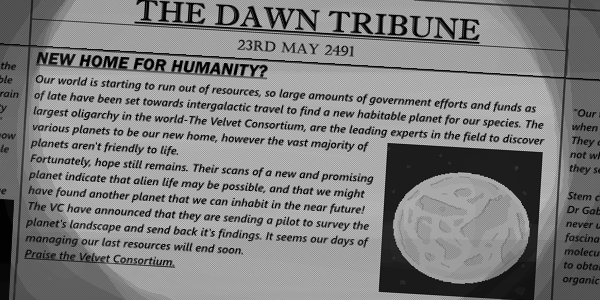 THE DAWN TRIBUNE
23RD MAY 2491
NEW HOME FOR HUMANITY?
Our world is starting to run out of resources, so large amounts of government efforts and funds as
of late have been set towards intergalactic travel to find a new habitable planet for our species. The
largest oligarchy in the world-The Velvet Consortium, are the leading experts in the field to discover
various planets to be our new home, however the vast majority of
planets aren't friendly to life.
Fortunately, hope still remains. Their scans of a new and promising
planet indicate that alien life may be possible, and that we might
have found another planet that we can inhabit in the near future!
The VC have announced that they are sending a pilot to survey the
planet's landscape and send back it's findings. It seems our days of
managing our last resources will end soon.
Praise the Velvet Consortium.
the
ble
"Our
when
They
not
they
Stem
Dr
never
fascina
molecu
to obta
organic